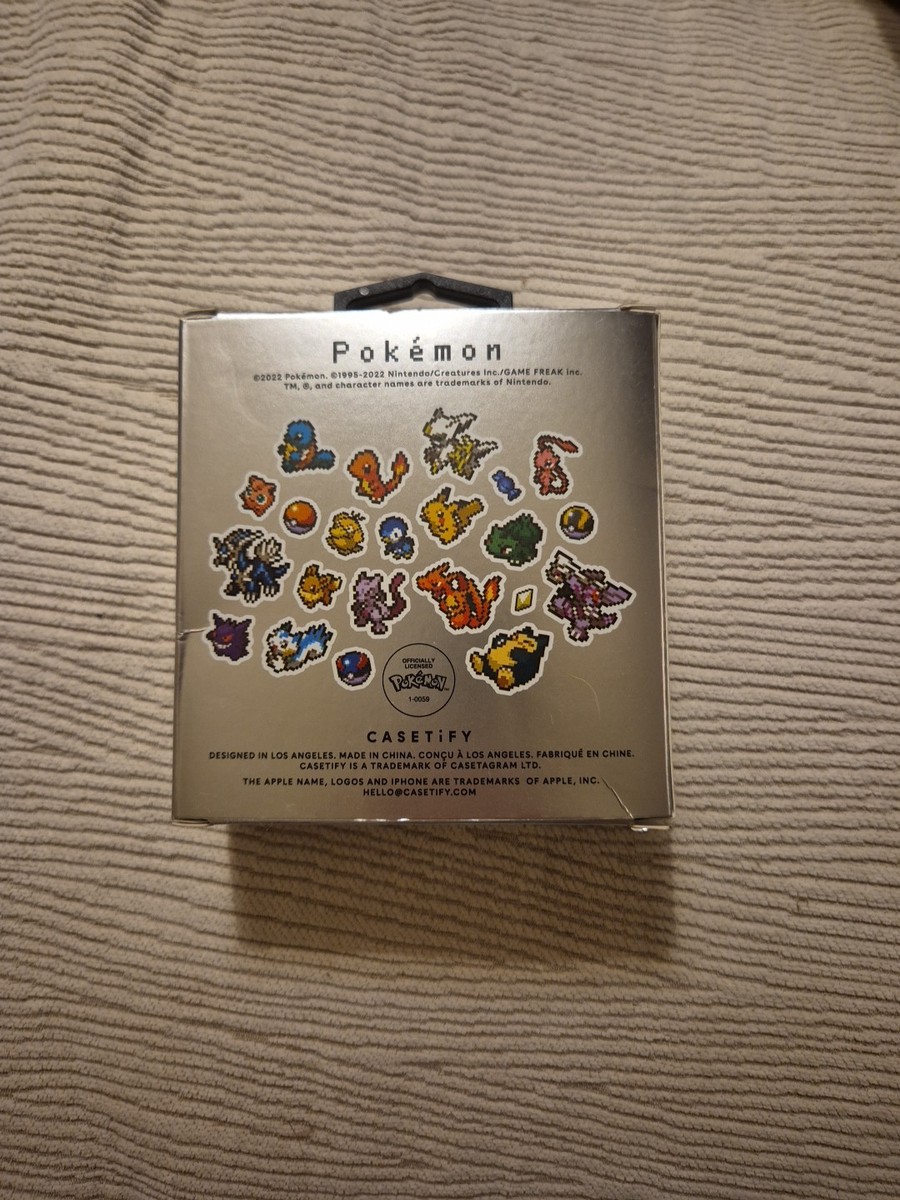 Pokémon
©2022 Pokémon. ©1995-2022 Nintendo/Creatures Inc./GAME FREAK inc.
TM, ®, and character names are trademarks of Nintendo.
OFFICIALLY
LICENSED
POKéMON
1-0059
CASETiFY
DESIGNED IN LOS ANGELES. MADE IN CHINA. CONÇU À LOS ANGELES. FABRIQUÉ EN CHINE.
CASETIFY IS A TRADEMARK OF CASETAGRAM LTD.
THE APPLE NAME, LOGOS AND IPHONE ARE TRADEMARKS OF APPLE, INC.
HELLO@CASETIFY.COM